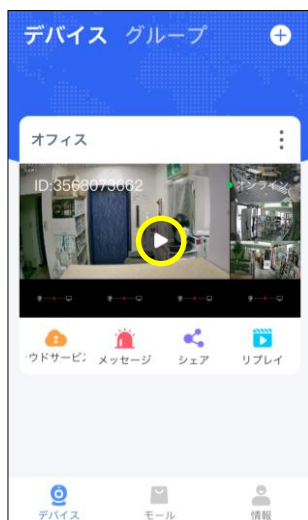 デバイス グループ
オフィス
ID:3568073662
オンライン
ウドサービス メッセージ シェア リプレイ
デバイス モール 情報